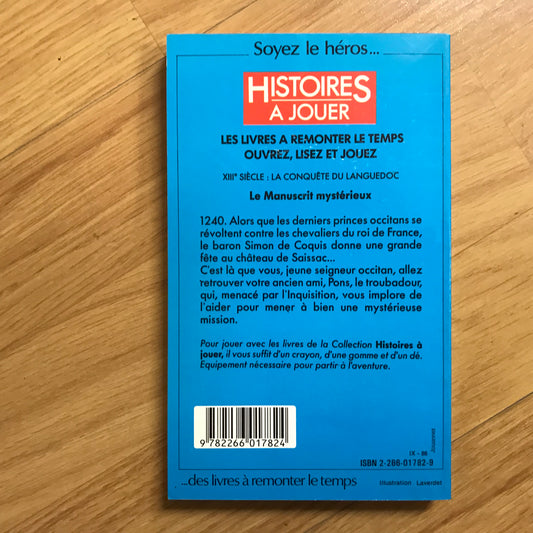 Soyez le héros...
HISTOIRES
A JOUER
LES LIVRES A REMONTER LE TEMPS
OUVREZ, LISEZ ET JOUEZ
XIIIe SIÈCLE : LA CONQUÊTE DU LANGUEDOC
Le Manuscrit mystérieux
1240. Alors que les derniers princes occitans se
révoltent contre les chevaliers du roi de France,
le baron Simon de Coquis donne une grande
fête au château de Saissac...
C'est là que vous, jeune seigneur occitan, allez
retrouver votre ancien ami, Pons, le troubadour,
qui, menacé par l'Inquisition, vous implore de
l'aider pour mener à bien une mystérieuse
mission.
Pour jouer avec les livres de la Collection Histoires à
jouer, il vous suffit d'un crayon, d'une gomme et d'un dé.
Equipement nécessaire pour partir à l'aventure.
9 782266 017824
IX - 86
Jouannes
ISBN 2-266-01782-9
...des livres à remonter le temps
Illustration Laverdet